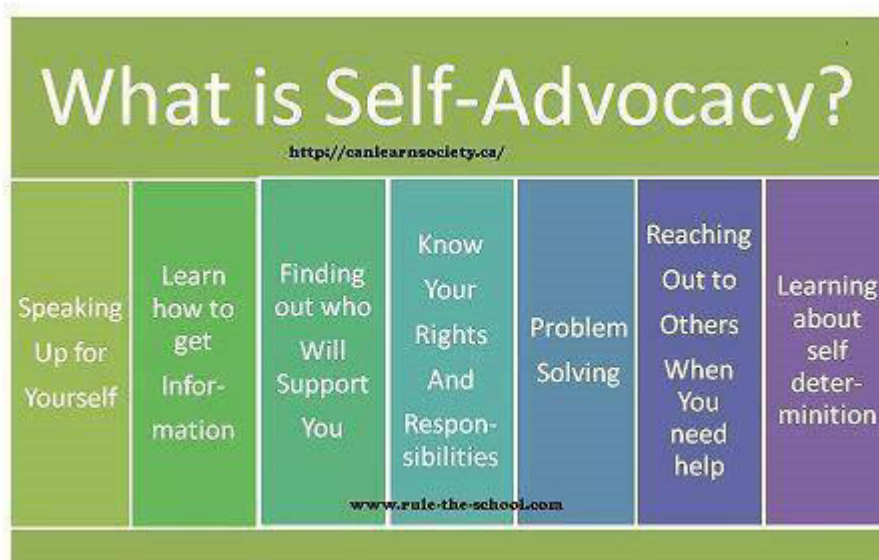 What is Self-Advocacy?
http://canlearnsociety.ca/
Speaking
Up for
Yourself
Learn
how to
get
Infor-
mation
Finding
out who
Will
Support
You
Know
Your
Rights
And
Respon-
sibilities
Problem
Solving
Reaching
Out to
Others
When
You
need
help
Learning
about
self
deter-
minition
www.rule-the-school.com